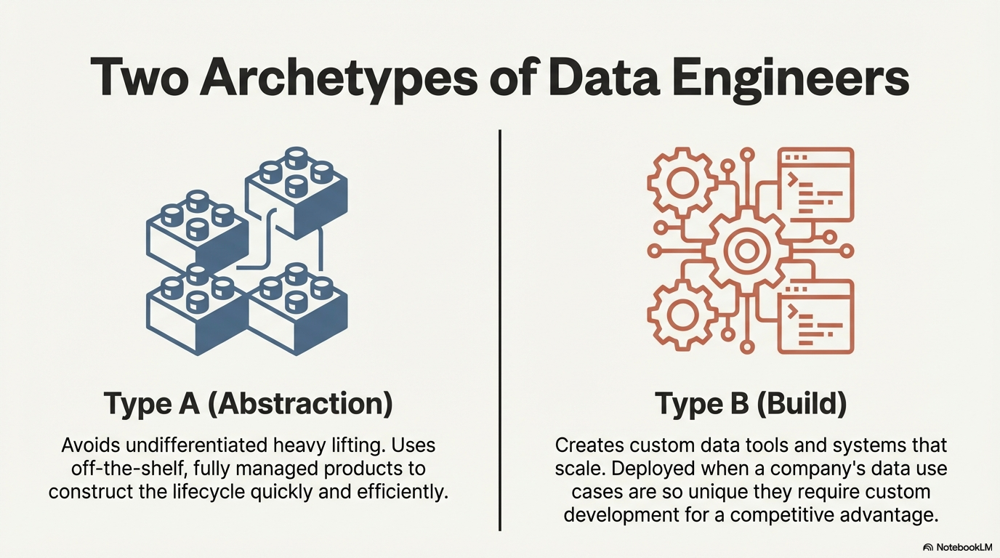 Two Archetypes of Data Engineers
Type A (Abstraction)
Avoids undifferentiated heavy lifting. Uses
off-the-shelf, fully managed products to
construct the lifecycle quickly and efficiently.
Type B (Build)
Creates custom data tools and systems that
scale. Deployed when a company's data use
cases are so unique they require custom
development for a competitive advantage.
NotebookLM